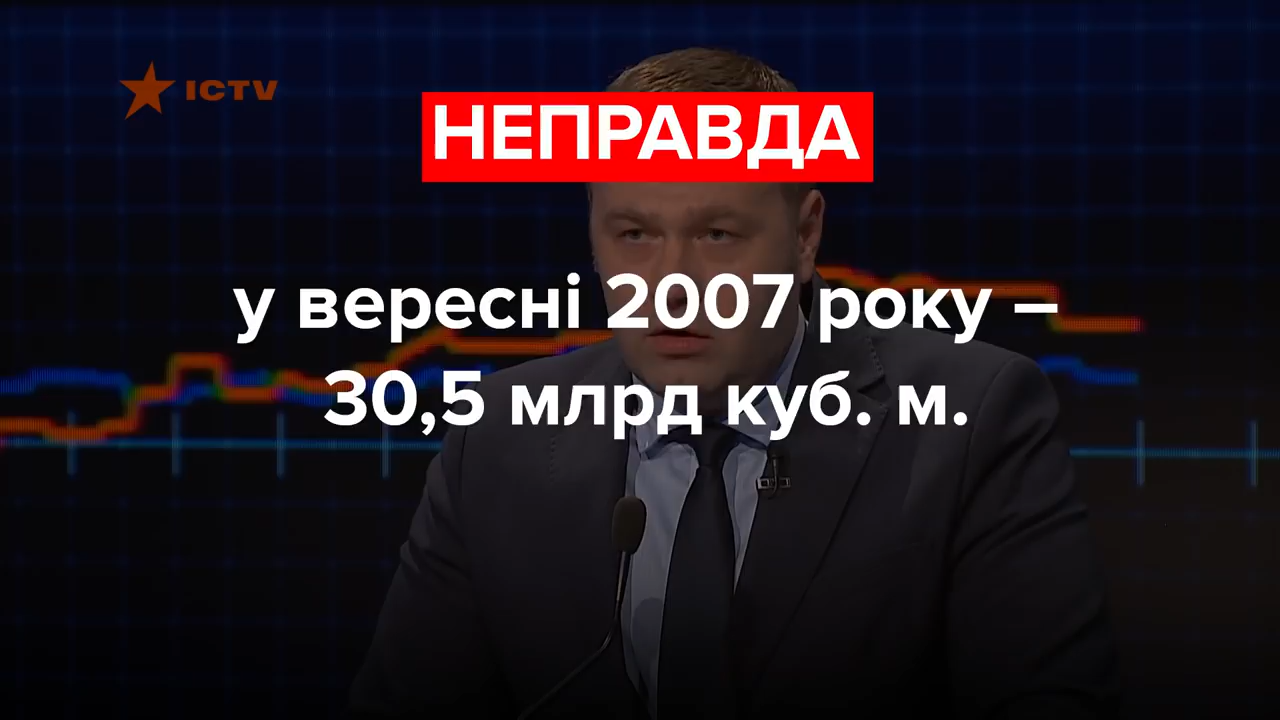 ICTV
НЕПРАВДА
у вересні 2007 року –
30,5 млрд куб. м.